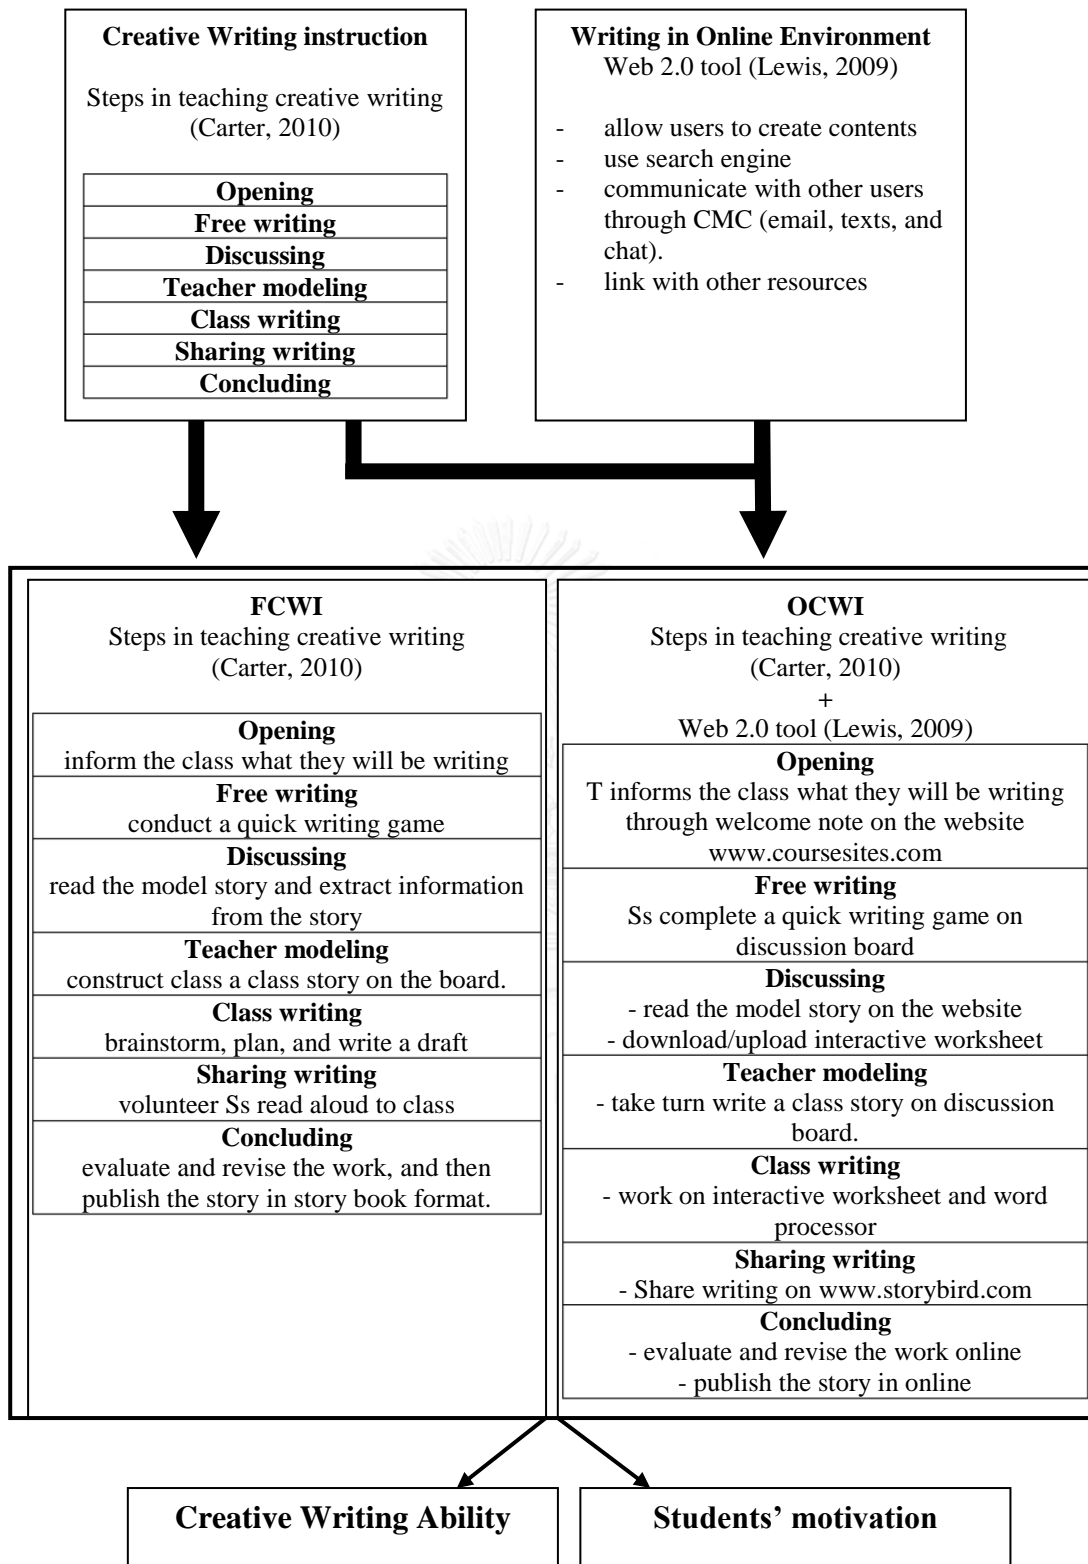 Creative Writing instruction
Steps in teaching creative writing
(Carter, 2010)
Opening
Free writing
Discussing
Teacher modeling
Class writing
Sharing writing
Concluding
Writing in Online Environment
Web 2.0 tool (Lewis, 2009)
- allow users to create contents
- use search engine
- communicate with other users
through CMC (email, texts, and
chat).
- link with other resources
FCWI
Steps in teaching creative writing
(Carter, 2010)
Opening
inform the class what they will be writing
Free writing
conduct a quick writing game
Discussing
read the model story and extract information
from the story
Teacher modeling
construct class a class story on the board.
Class writing
brainstorm, plan, and write a draft
Sharing writing
volunteer Ss read aloud to class
Concluding
evaluate and revise the work, and then
publish the story in story book format.
OCWI
Steps in teaching creative writing
(Carter, 2010)
+
Web 2.0 tool (Lewis, 2009)
Opening
T informs the class what they will be writing
through welcome note on the website
www.coursesites.com
Free writing
Ss complete a quick writing game on
discussion board
Discussing
- read the model story on the website
- download/upload interactive worksheet
Teacher modeling
- take turn write a class story on discussion
board.
Class writing
- work on interactive worksheet and word
processor
Sharing writing
- Share writing on www.storybird.com
Concluding
- evaluate and revise the work online
- publish the story in online
Creative Writing Ability
Students’ motivation